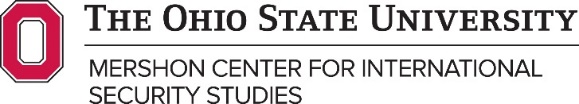 THE OHIO STATE UNIVERSITY
MERSHON CENTER FOR INTERNATIONAL
SECURITY STUDIES